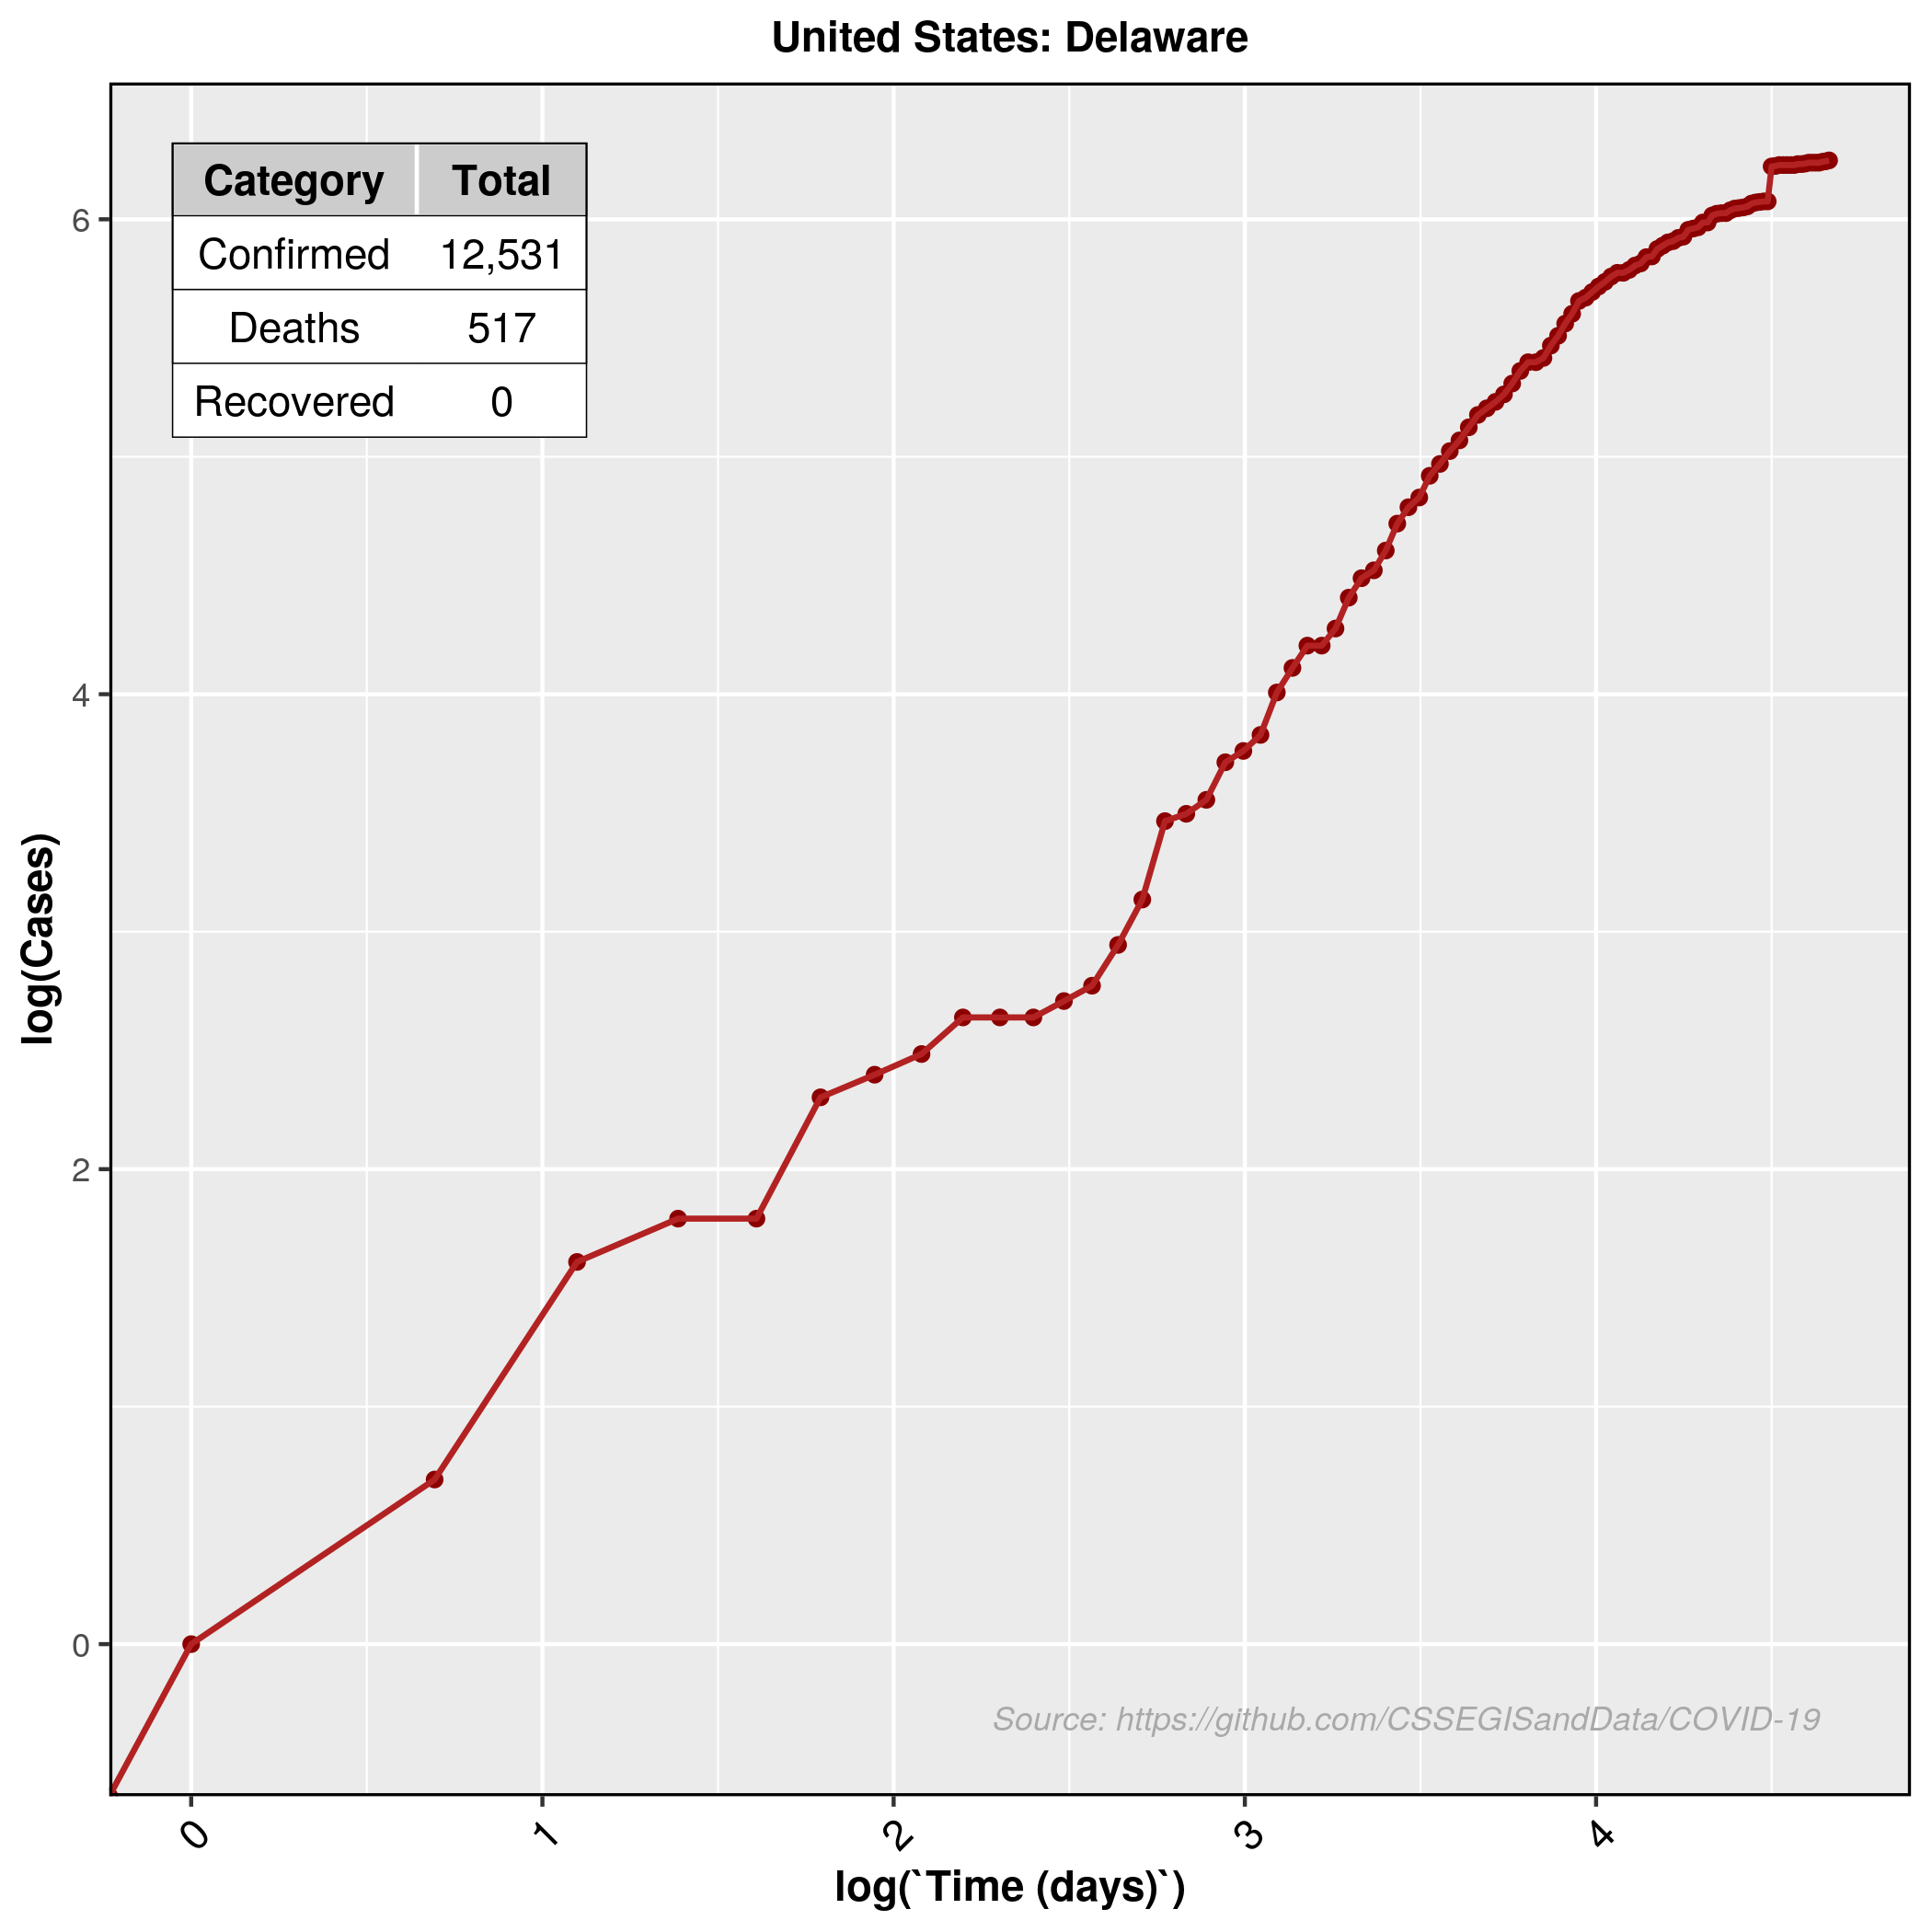 United States: Delaware
Category Total
Confirmed 12,531
Deaths 517
Recovered 0
6
4
2
0
log(Cases)
Source: https://github.com/CSSEGISandData/COVID-19
0 1 2 3 4
log(`Time (days)`)